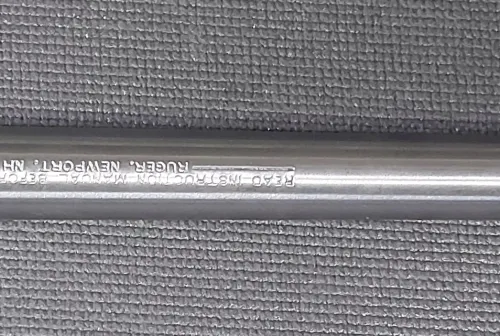 READ INSTRUCTION MANUAL BEFOR
RUGER, NEWPORT, NH